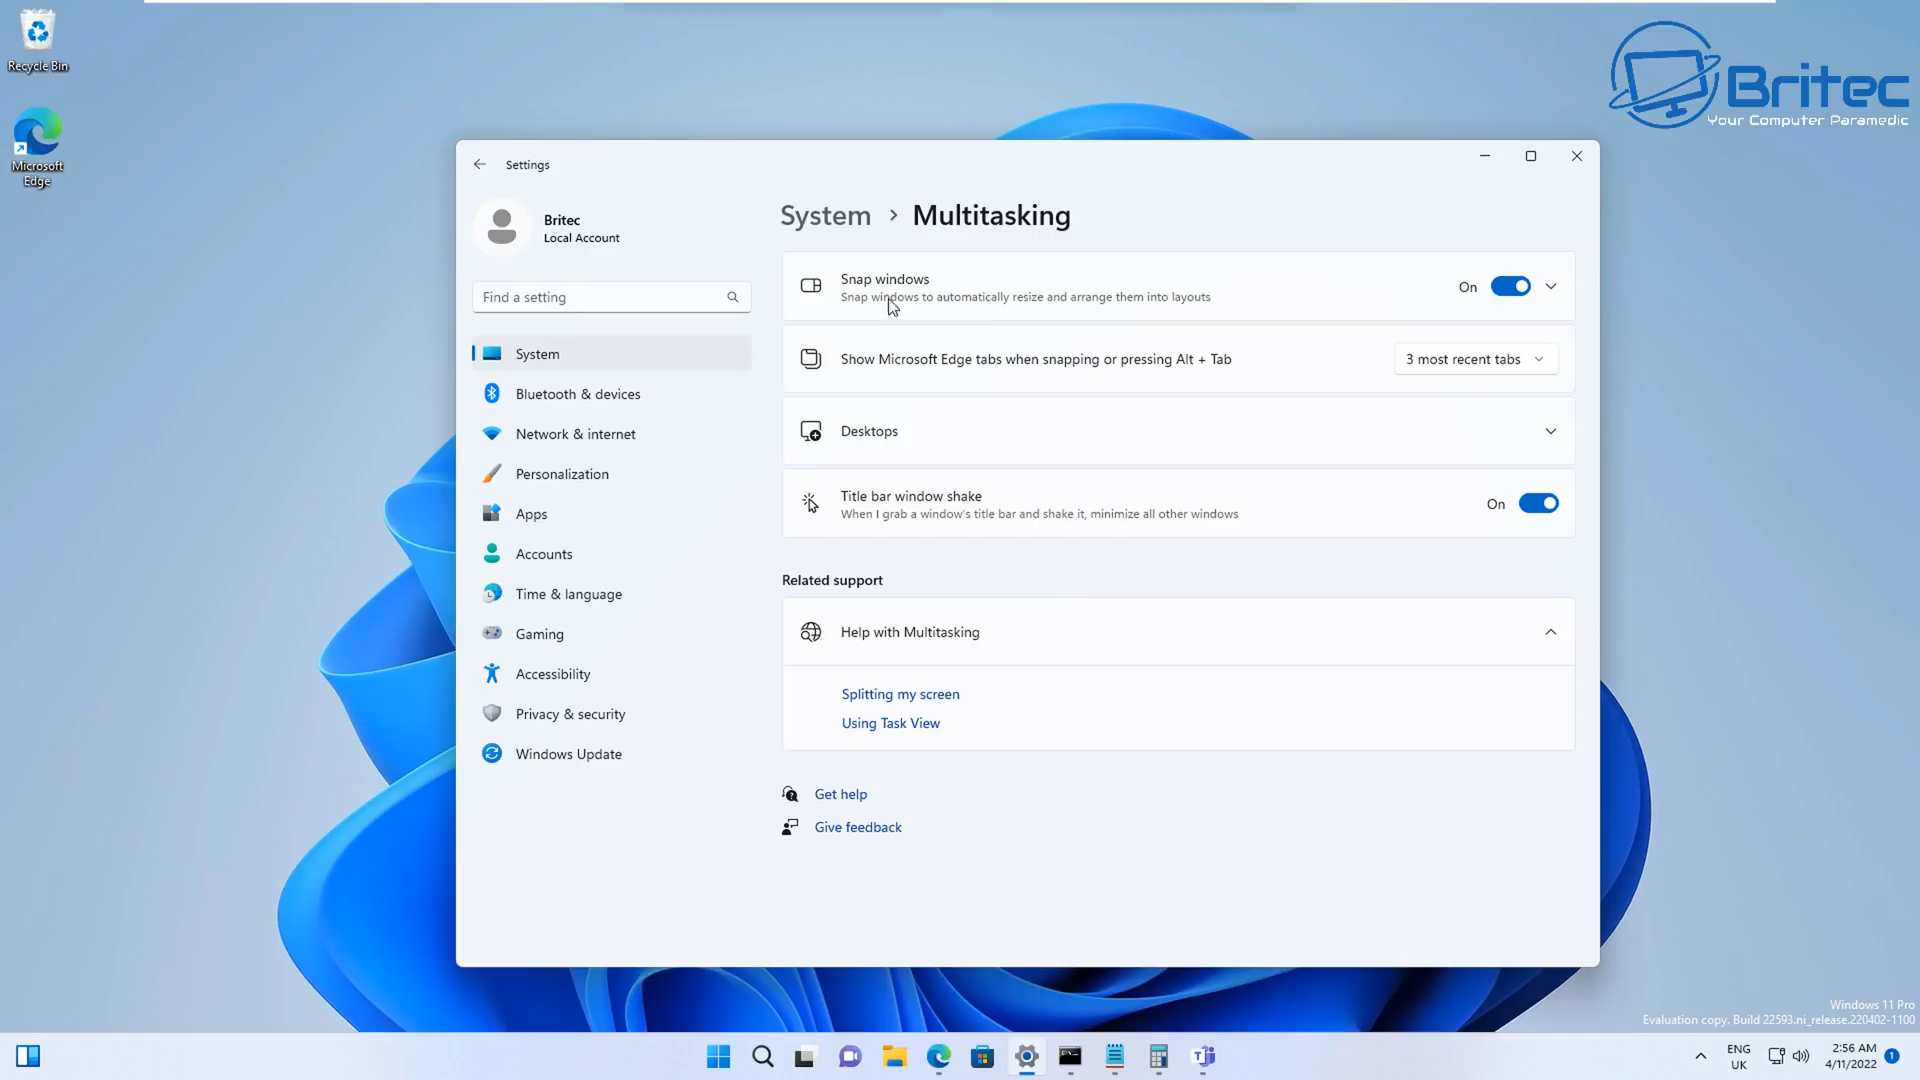 Recycle Bin
Microsoft
Edge
Britec
Your Computer Paramedic
Settings
Britec
Local Account
Find a setting
System
Bluetooth & devices
Network & internet
Personalization
Apps
Accounts
Time & language
Gaming
Accessibility
Privacy & security
Windows Update
System > Multitasking
Snap windows
Snap windows to automatically resize and arrange them into layouts
On
Show Microsoft Edge tabs when snapping or pressing Alt + Tab
3 most recent tabs
Desktops
Title bar window shake
When I grab a window's title bar and shake it, minimize all other windows
On
Related support
Help with Multitasking
Splitting my screen
Using Task View
Get help
Give feedback
Windows 11 Pro
Evaluation copy. Build 22593.ni_release.220402-1100
ENG
UK
2:56 AM
4/11/2022
1